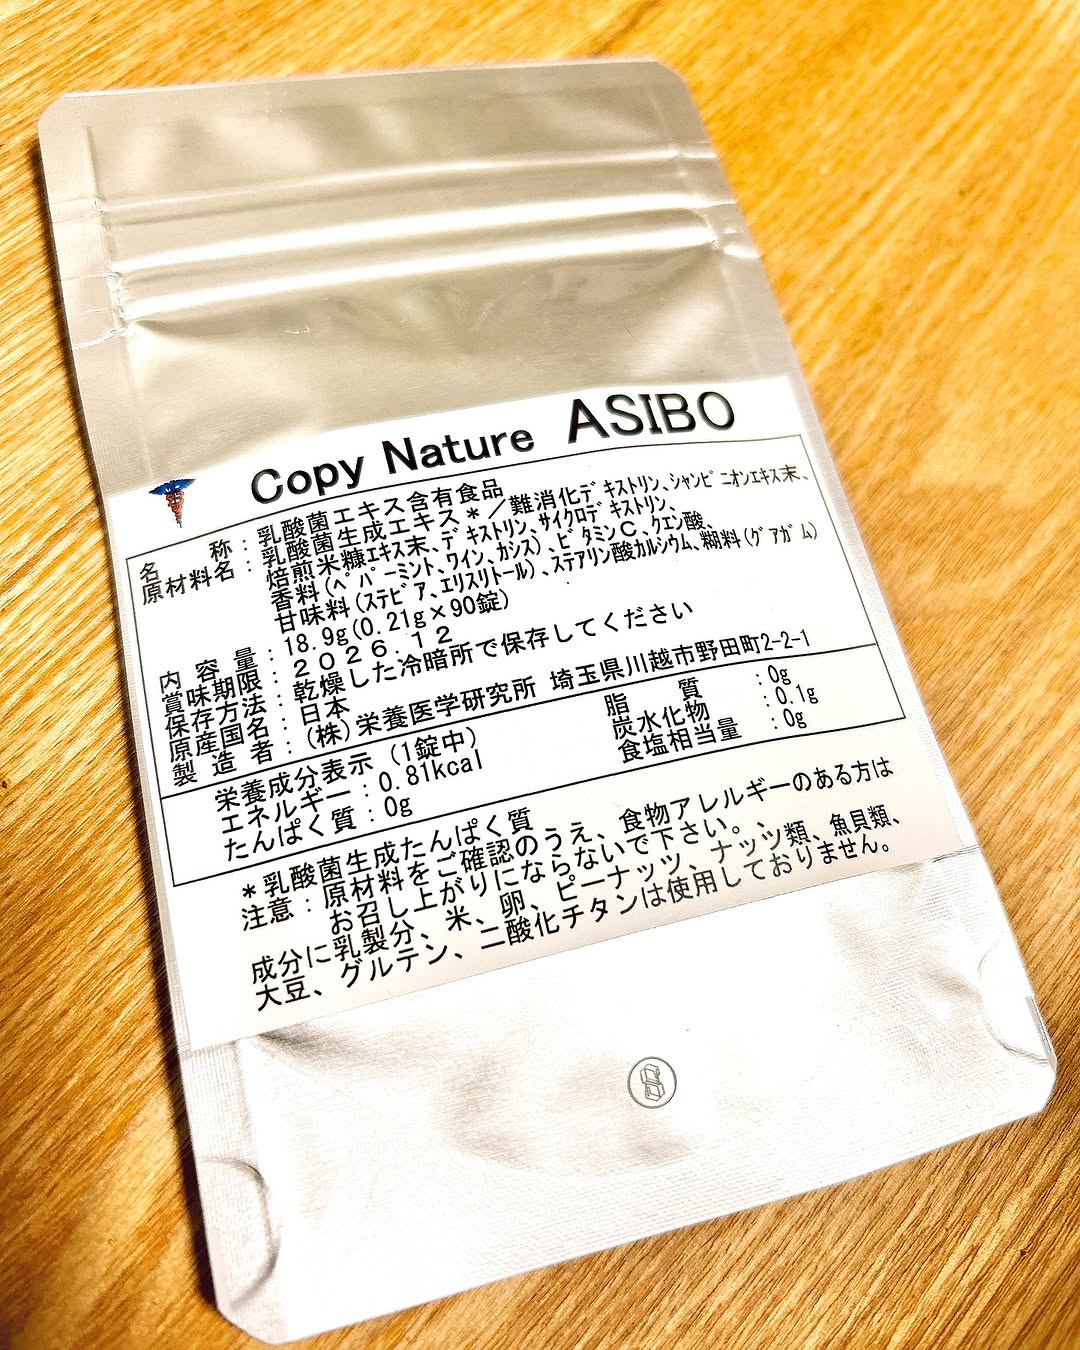 Copy Nature ASIBO
名称：乳酸菌エキス含有食品
原材料名：乳酸菌生成エキス＊／難消化ﾃﾞキストリン、ｼｬﾝﾋﾟﾆオンエキス末、
焙煎米糠エキス末、ﾃﾞキストリン、サイクロﾃﾞキストリン、
香料(ﾍﾟパーミント、ワイン、カシス)、ﾋﾞタミンＣ、クエン酸、
甘味料(ステﾋﾞア、エリスリトール)、ステアリン酸カルシウム、糊料(ｸﾞアｶﾞム)
内容量：18.9g(0.21g×90錠)
賞味期限：２０２６.１２
保存方法：乾燥した冷暗所で保存してください
原産国名：日本
製造者：(株)栄養医学研究所 埼玉県川越市野田町2-2-1
栄養成分表示 (1錠中)
エネルギー：0.81kcal
たんぱく質：0g
脂質：0g
炭水化物：0.1g
食塩相当量：0g
＊乳酸菌生成たんぱく質
注意：原材料をご確認のうえ、食物アレルギーのある方は
お召し上がりにならないで下さい。、
成分に乳製分、米、卵、ピーナッツ、ナッツ類、魚貝類、
大豆、グルテン、二酸化チタンは使用しておりません。